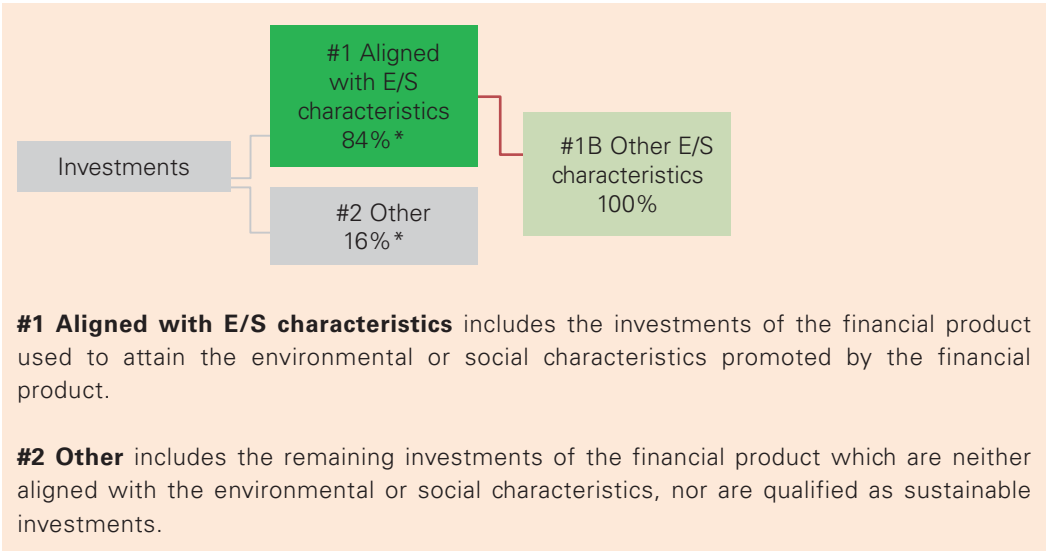 #1 Aligned
with E/S
characteristics
84%*
Investments
#1B Other E/S
characteristics
100%
#2 Other
16%*
#1 Aligned with E/S characteristics includes the investments of the financial product
used to attain the environmental or social characteristics promoted by the financial
product.
#2 Other includes the remaining investments of the financial product which are neither
aligned with the environmental or social characteristics, nor are qualified as sustainable
investments.